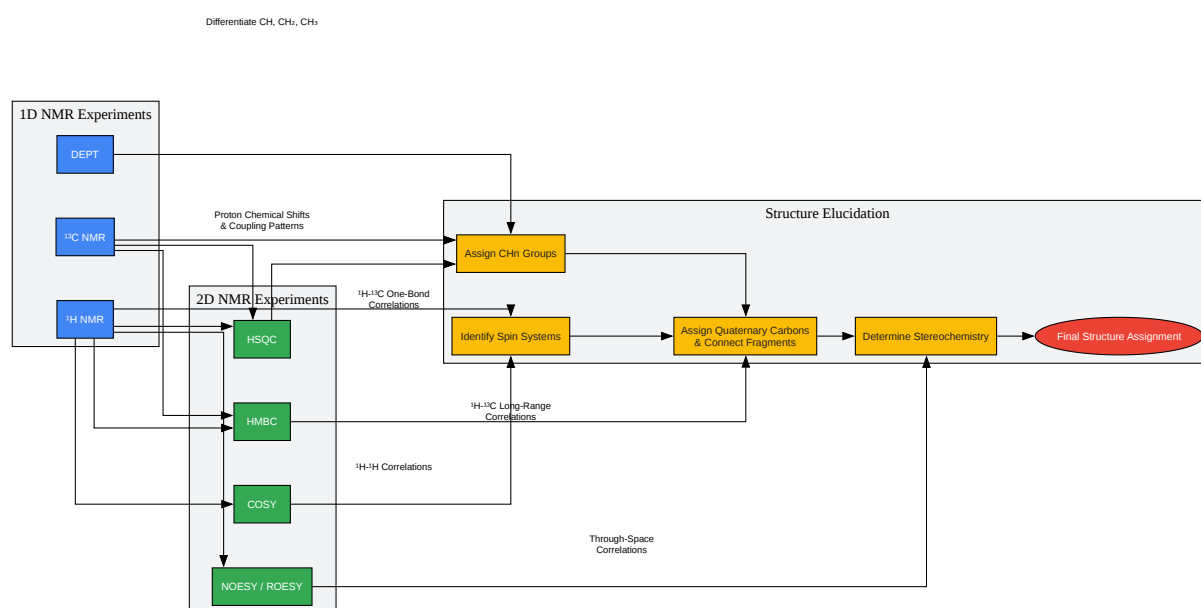 Differentiate CH, CH₂, CH₃
1D NMR Experiments
DEPT
¹³C NMR
¹H NMR
Proton Chemical Shifts
& Coupling Patterns
2D NMR Experiments
HSQC
HMBC
COSY
NOESY / ROESY
¹H-¹³C One-Bond
Correlations
¹H-¹³C Long-Range
Correlations
¹H-¹H Correlations
Through-Space
Correlations
Structure Elucidation
Assign CHn Groups
Identify Spin Systems
Assign Quaternary Carbons
& Connect Fragments
Determine Stereochemistry
Final Structure Assignment